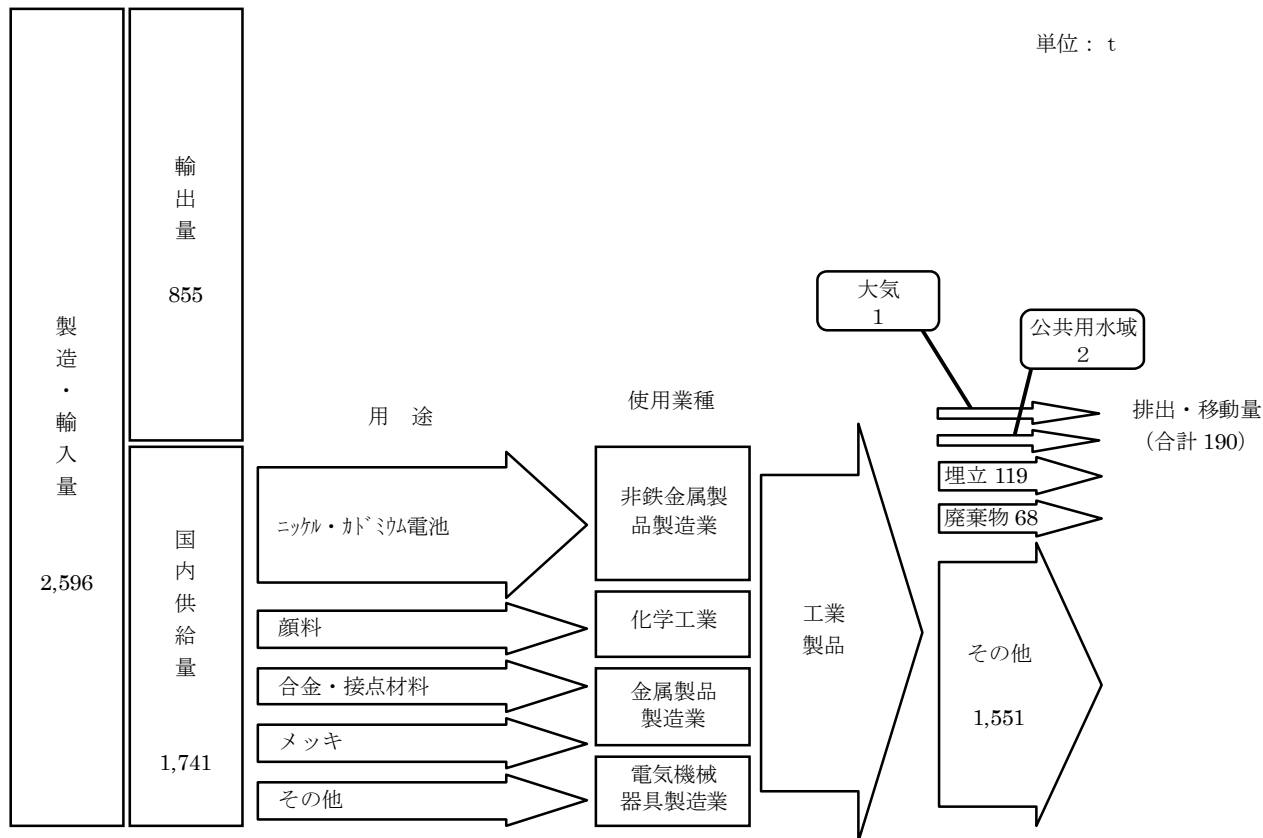 単位： t
製造・輸入量
2,596
輸出量
855
国内供給量
1,741
用 途
ﾆｯｹﾙ・ｶﾄﾞﾐｳﾑ電池
顔料
合金・接点材料
メッキ
その他
使用業種
非鉄金属製
品製造業
化学工業
金属製品
製造業
電気機械
器具製造業
工業
製品
大気
1
公共用水域
2
埋立 119
廃棄物 68
その他
1,551
排出・移動量
（合計 190）